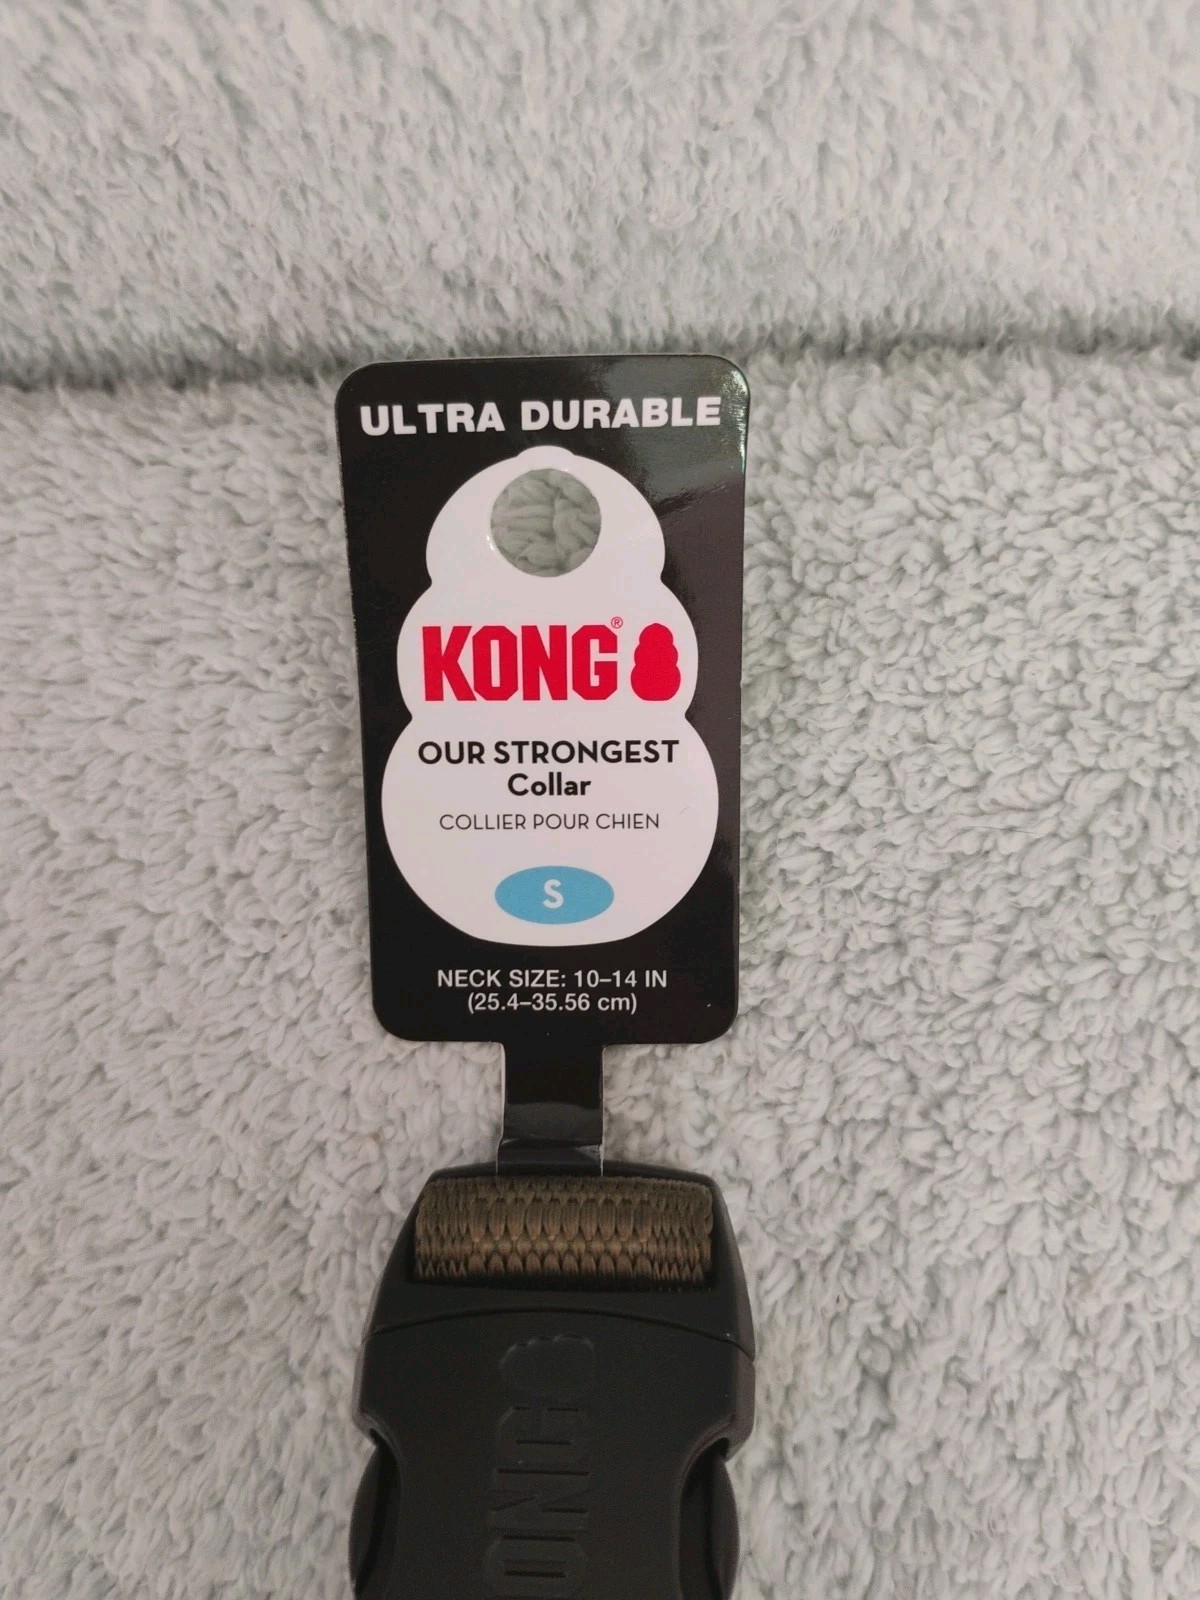 ULTRA DURABLE
KONG®
OUR STRONGEST
Collar
COLLIER POUR CHIEN
S
NECK SIZE: 10–14 IN
(25.4–35.56 cm)
KONG